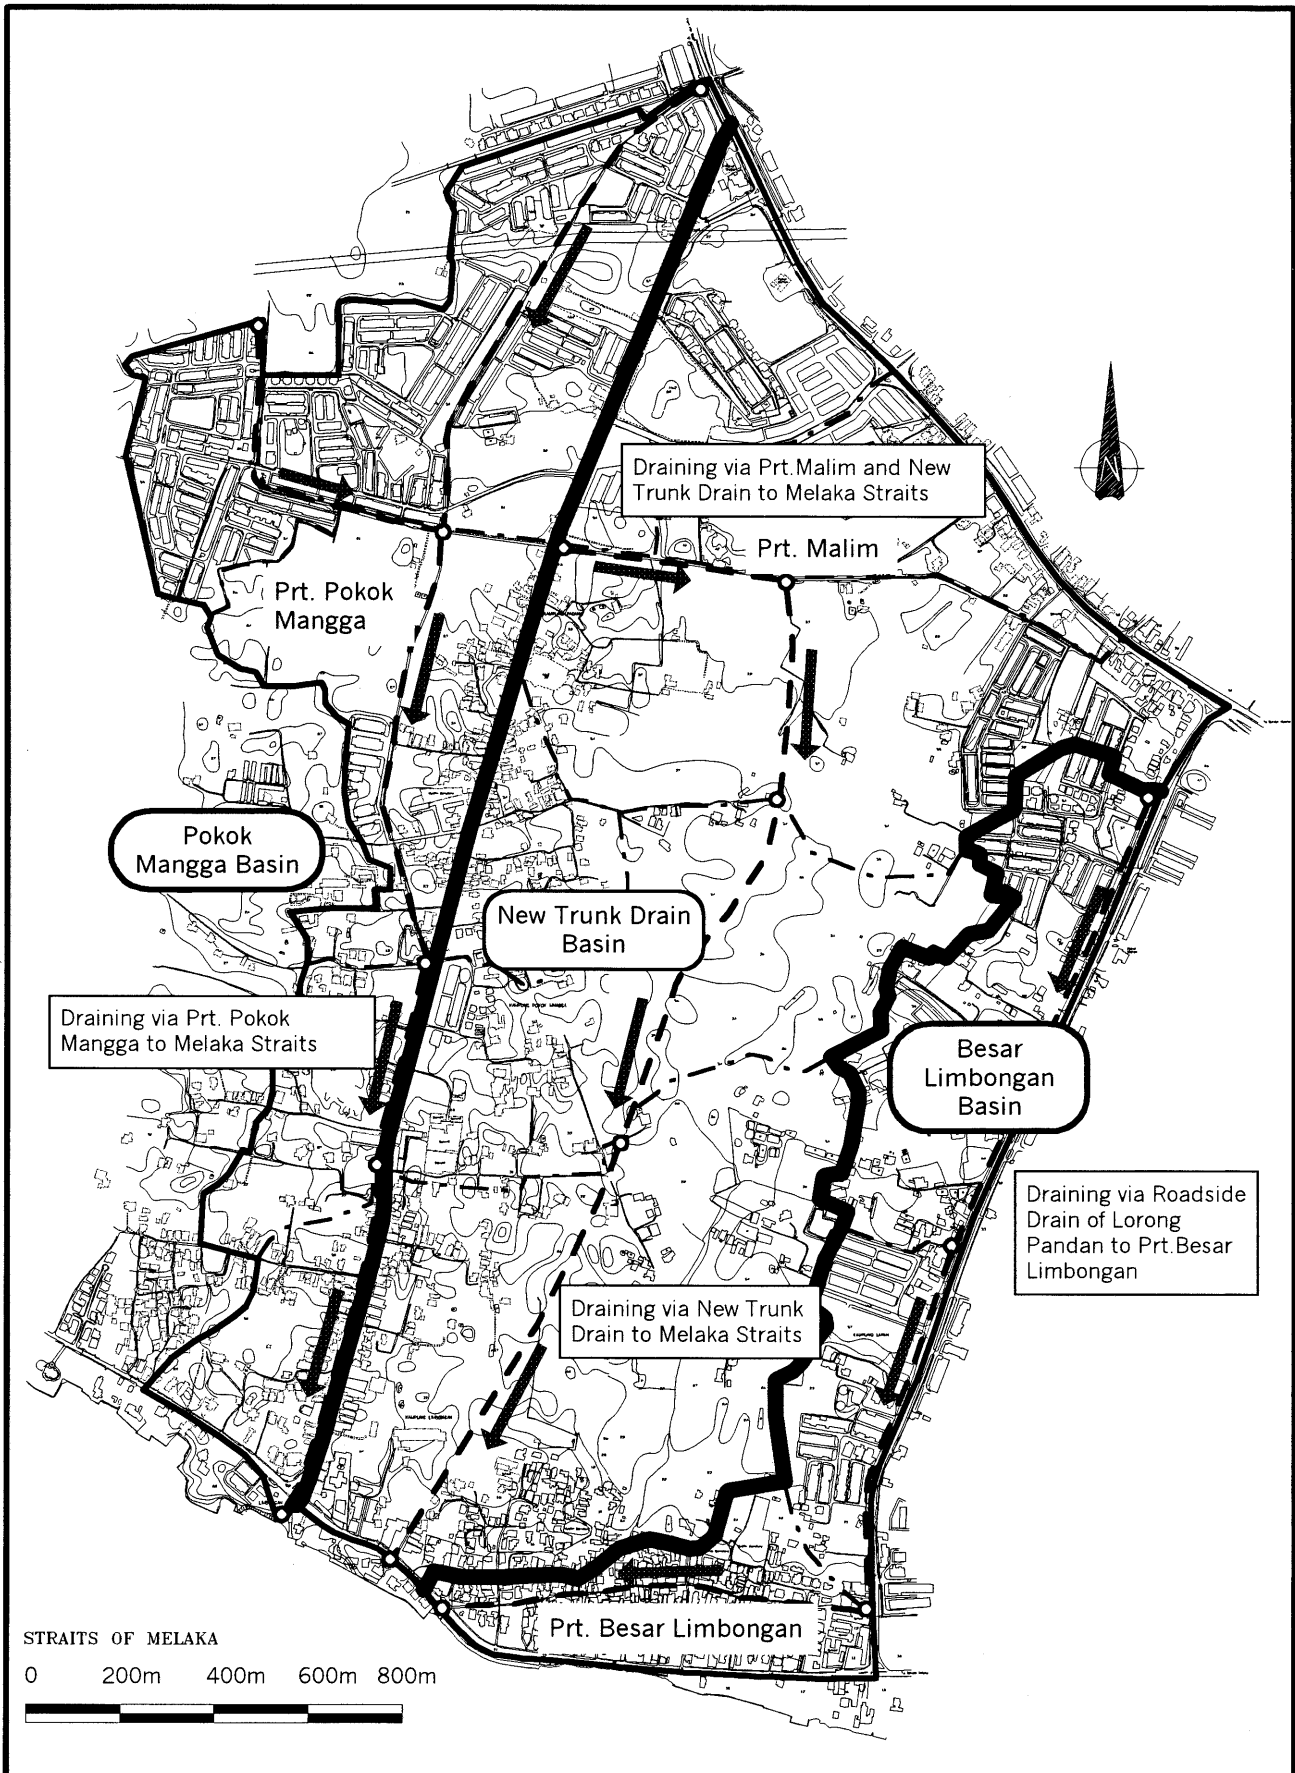 N
Draining via Prt.Malim and New
Trunk Drain to Melaka Straits
Prt. Malim
Prt. Pokok
Mangga
Pokok
Mangga Basin
New Trunk Drain
Basin
Draining via Prt. Pokok
Mangga to Melaka Straits
Besar
Limbongan
Basin
Draining via Roadside
Drain of Lorong
Pandan to Prt.Besar
Limbongan
Draining via New Trunk
Drain to Melaka Straits
Prt. Besar Limbongan
STRAITS OF MELAKA
0 200m 400m 600m 800m